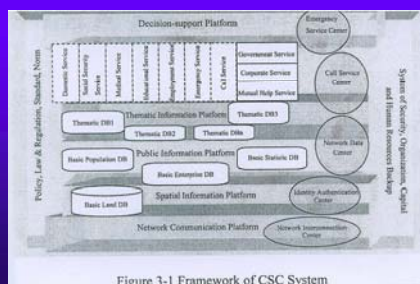 Decision-support Platform
Emergency
Service Center
Policy, Law & Regulation, Standard, Norm
Domestic Service
Social Security
Service
Medical Service
Educational Service
Employment Service
Emergency Service
Cal Service
Government Service
Corporate Service
Mutual Help Service
Call Service
Center
System of Security, Organization, Capital
and Human Resources Backup
Thematic Information Platform
Thematic DB1
Thematic DB2
Thematic DBn
Thematic DB3
Public Information Platform
Network Data
Center
Basic Population DB
Basic Enterprise DB
Basic Statistic DB
Spatial Information Platform
Basic Land DB
Identity Authentication
Center
Network Communication Platform
Network Interconnection
Center
Figure 3-1 Framework of CSC System